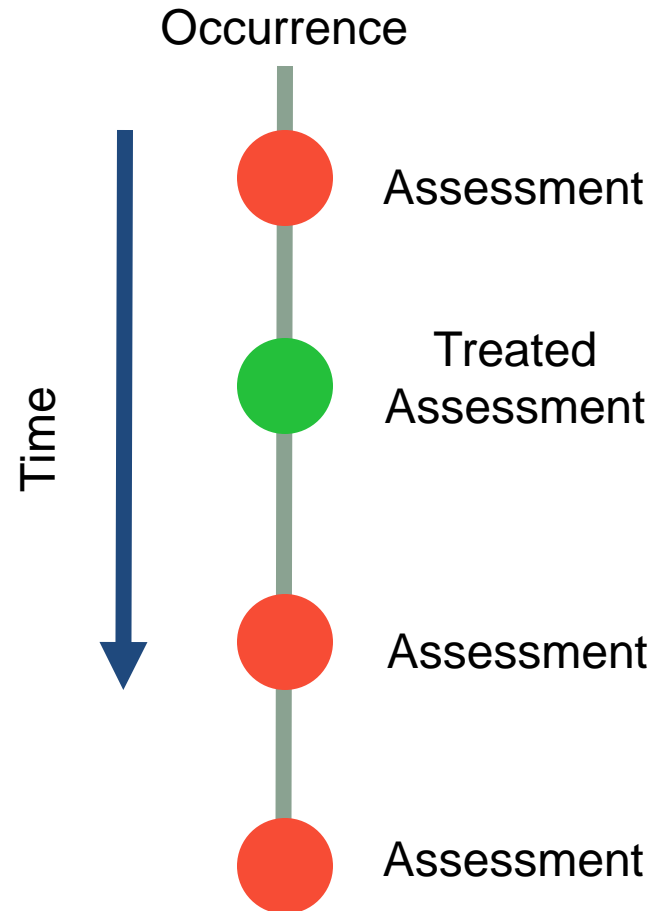 Occurrence
Assessment
Treated
Assessment
Time
Assessment
Assessment